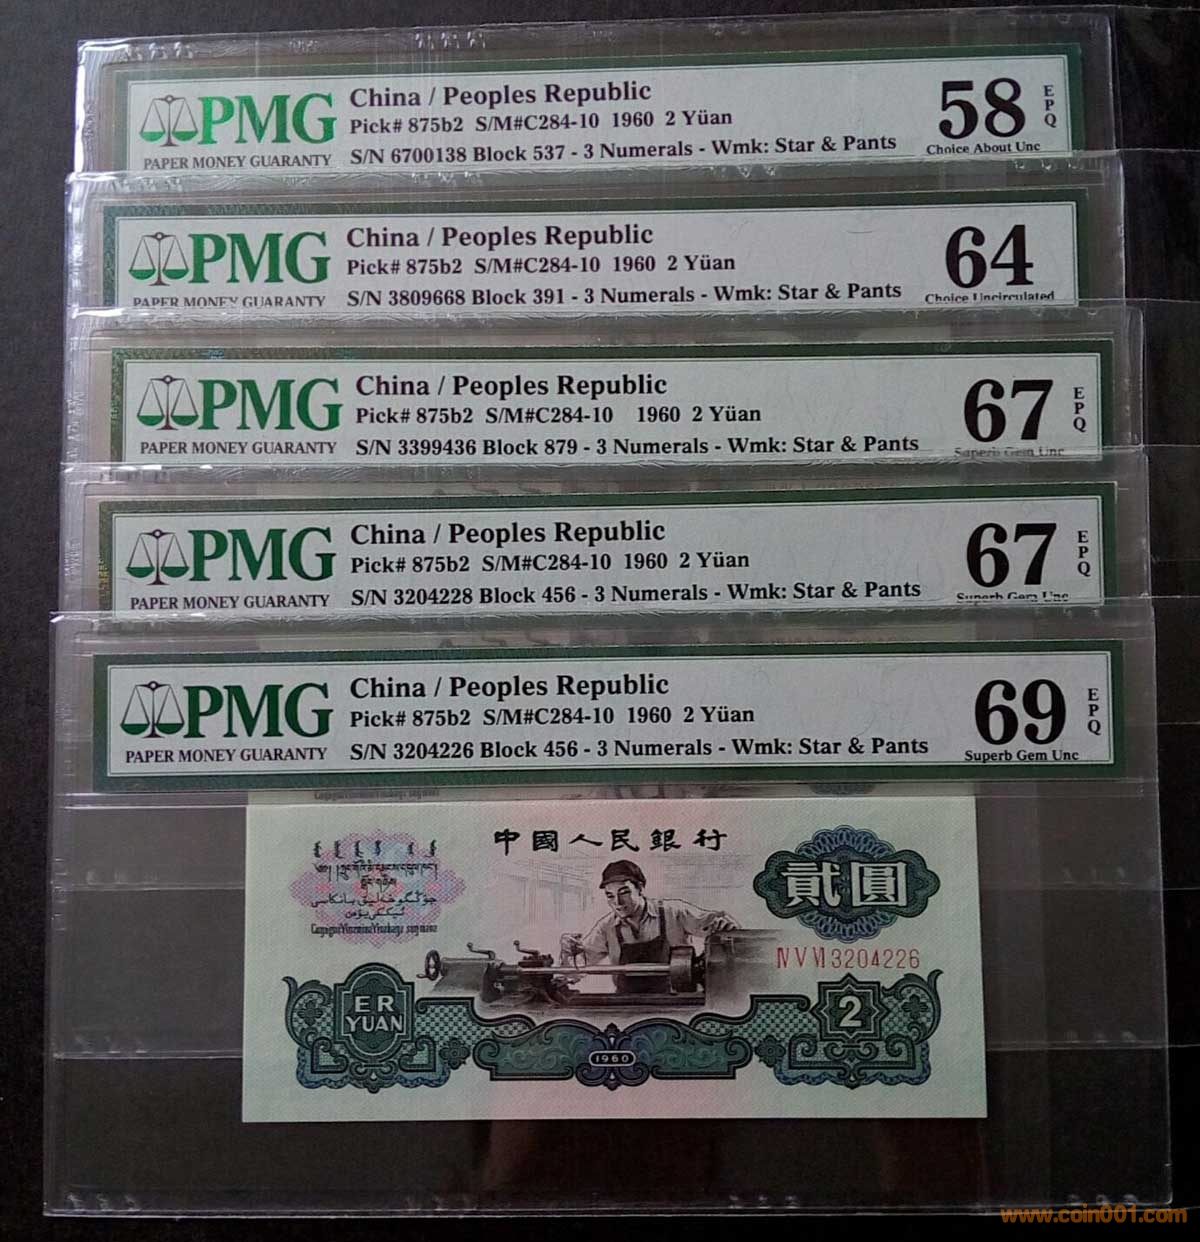 PMG
PAPER MONEY GUARANTY
China / Peoples Republic
Pick# 875b2 S/M#C284-10 1960 2 Yüan
S/N 6700138 Block 537 - 3 Numerals - Wmk: Star & Pants
58
EPQ
Choice About Unc
PMG
PAPER MONEY GUARANTY
China / Peoples Republic
Pick# 875b2 S/M#C284-10 1960 2 Yüan
S/N 3809668 Block 391 - 3 Numerals - Wmk: Star & Pants
64
Choice Uncirculated
PMG
PAPER MONEY GUARANTY
China / Peoples Republic
Pick# 875b2 S/M#C284-10 1960 2 Yüan
S/N 3399436 Block 879 - 3 Numerals - Wmk: Star & Pants
67
EPQ
Superb Gem Unc
PMG
PAPER MONEY GUARANTY
China / Peoples Republic
Pick# 875b2 S/M#C284-10 1960 2 Yüan
S/N 3204228 Block 456 - 3 Numerals - Wmk: Star & Pants
67
EPQ
Superb Gem Unc
PMG
PAPER MONEY GUARANTY
China / Peoples Republic
Pick# 875b2 S/M#C284-10 1960 2 Yüan
S/N 3204226 Block 456 - 3 Numerals - Wmk: Star & Pants
69
EPQ
Superb Gem Unc
中國人民銀行
貳圓
ⅣⅤⅥ3204226
ER
YUAN
2
1960
www.coin001.com